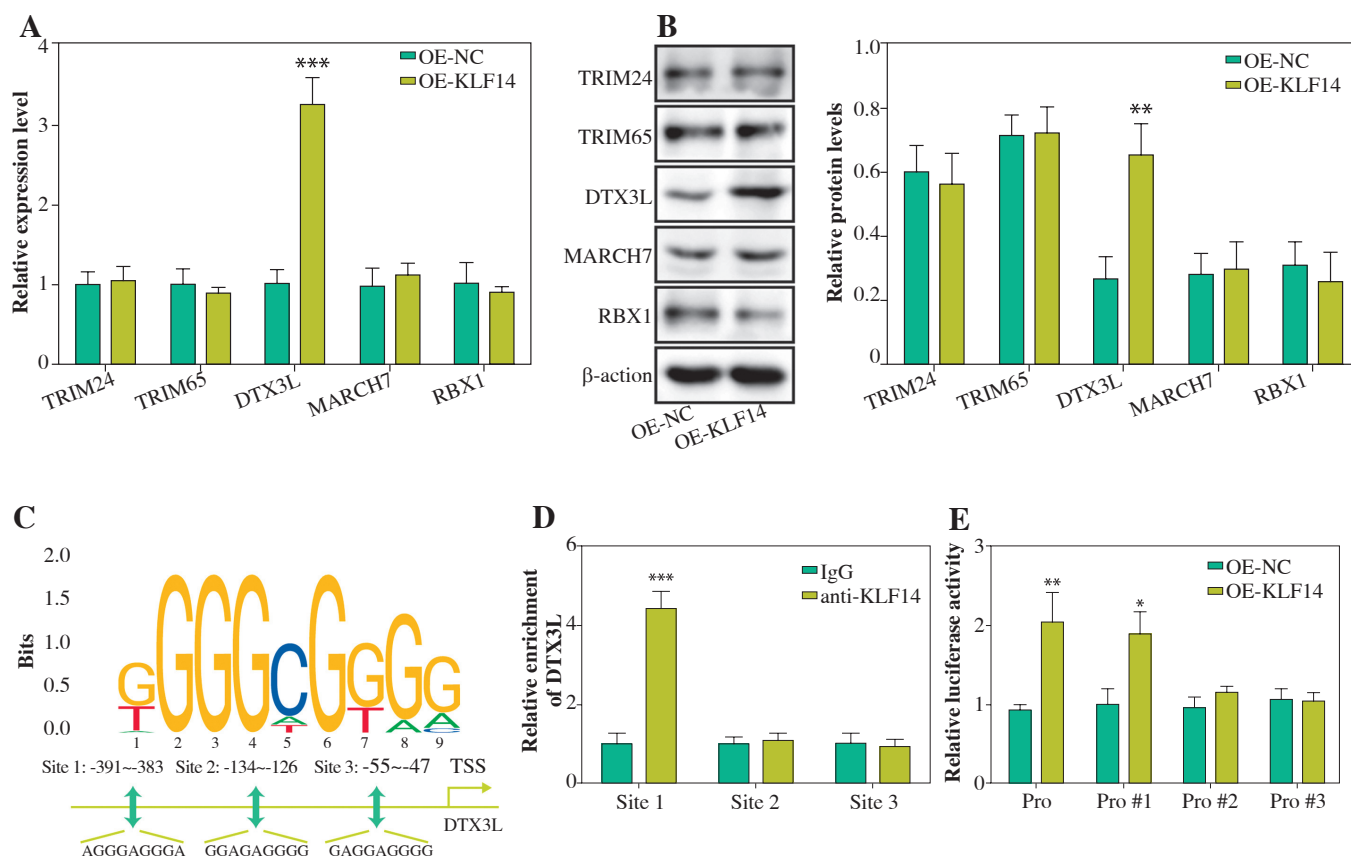 A
Relative expression level
4
3
1
0
***
OE-NC
OE-KLF14
TRIM24
TRIM65
DTX3L
MARCH7
RBX1
B
TRIM24
TRIM65
DTX3L
MARCH7
RBX1
β-action
OE-NC
OE-KLF14
Relative protein levels
1.0
0.8
0.6
0.4
0.2
0.0
**
OE-NC
OE-KLF14
TRIM24
TRIM65
DTX3L
MARCH7
RBX1
C
Bits
2.0
1.5
1.0
0.5
0.0
G GGGCGGGG
T A T T A A
1 2 3 4 5 6 7 8 9
Site 1: -391~-383 Site 2: -134~-126 Site 3: -55~-47 TSS
DTX3L
AGGGAGGGA GGAGAGGGG GAGGAGGGG
D
Relative enrichment
of DTX3L
6
4
2
0
***
IgG
anti-KLF14
Site 1 Site 2 Site 3
E
Relative luciferase activity
3
2
1
0
**
*
OE-NC
OE-KLF14
Pro Pro #1 Pro #2 Pro #3